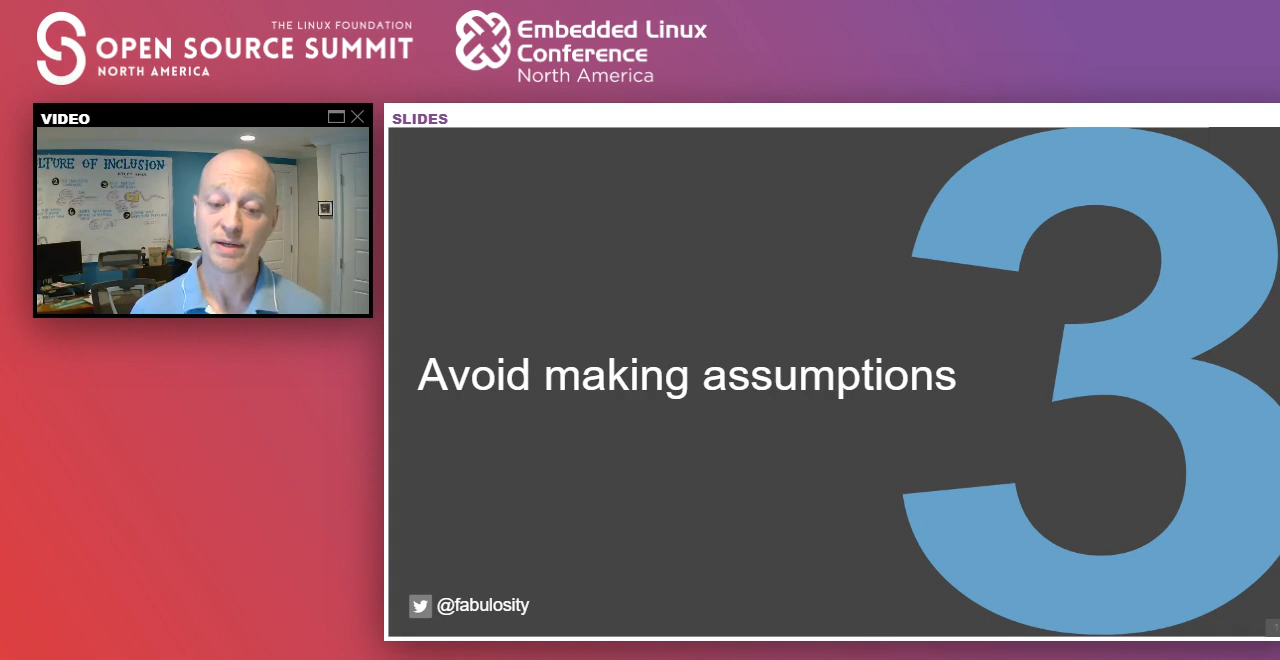 THE LINUX FOUNDATION
OPEN SOURCE SUMMIT
NORTH AMERICA
Embedded Linux
Conference
North America
VIDEO
LTURE OF INCLUSION
SLIDES
3
Avoid making assumptions
@fabulosity